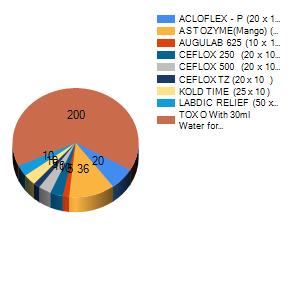 ACLOFLEX - P (20 x 1...
ASTOZYME(Mango) (...
AUGULAB 625 (10 x 1...
CEFLOX 250 (20 x 10...
CEFLOX 500 (20 x 10...
CEFLOX TZ (20 x 10 )
KOLD TIME (25 x 10 )
LABDIC RELIEF (50 x...
TOXO With 30ml
Water for...
200
20
36
5
10